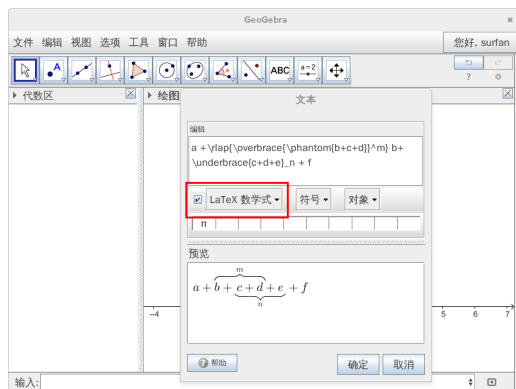 GeoGebra
文件 编辑 视图 选项 工具 窗口 帮助
您好, surfan
ABC a=2
代数区
绘图
文本
编辑
a +\rlap{\overbrace{\phantom{b+c+d}}^m} b+
\underbrace{c+d+e}_n + f
LaTeX 数学式 符号 对象
π
预览
m
a + b + c + d + e + f
n
-4 5 6 7
帮助 确定 取消
输入: